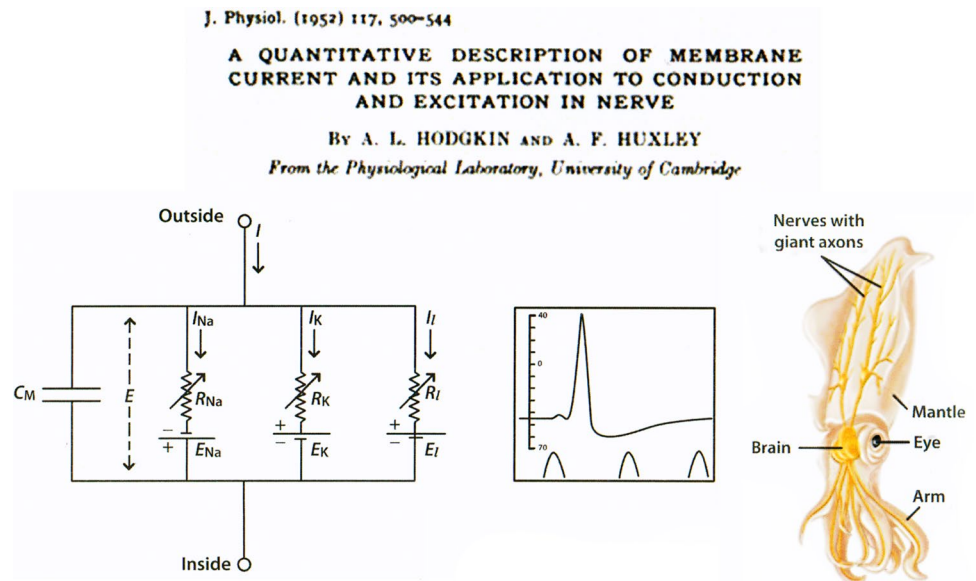 J. Physiol. (1952) 117, 500-544
A QUANTITATIVE DESCRIPTION OF MEMBRANE
CURRENT AND ITS APPLICATION TO CONDUCTION
AND EXCITATION IN NERVE
By A. L. HODGKIN AND A. F. HUXLEY
From the Physiological Laboratory, University of Cambridge
Outside
I
INa
IK
Il
CM
E
RNa
RK
Rl
−
+
ENa
+
−
EK
+
−
El
Inside
40
0
70
Nerves with
giant axons
Mantle
Brain
Eye
Arm